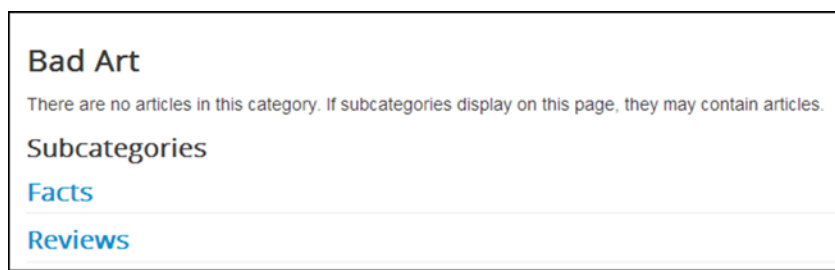 Bad Art
There are no articles in this category. If subcategories display on this page, they may contain articles.
Subcategories
Facts
Reviews